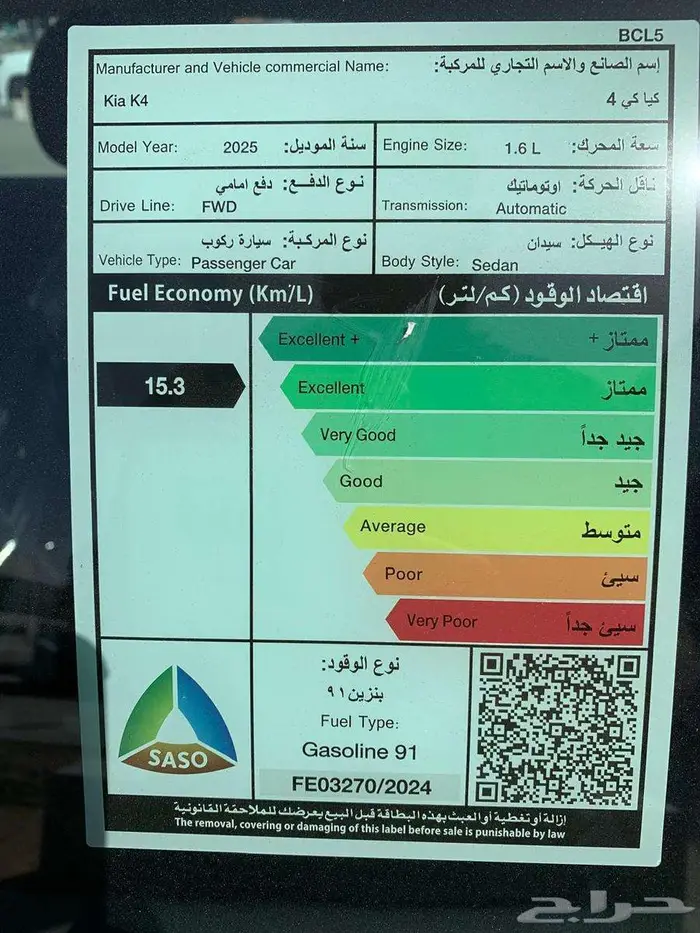 BCL5
Manufacturer and Vehicle commercial Name: إسم الصانع والاسم التجاري للمركبة:
Kia K4 كيا كي 4
Model Year: 2025 سنة الموديل:
Engine Size: 1.6 L سعة المحرك:
نوع الدفع: دفع امامي
Drive Line: FWD
ناقل الحركة: اوتوماتيك
Transmission: Automatic
نوع المركبة: سيارة ركوب
Vehicle Type: Passenger Car
نوع الهيكل: سيدان
Body Style: Sedan
Fuel Economy (Km/L) اقتصاد الوقود (كم/لتر)
Excellent + ممتاز +
15.3
Excellent ممتاز
Very Good جيد جداً
Good جيد
Average متوسط
Poor سيئ
Very Poor سيئ جداً
SASO
نوع الوقود:
بنزين ٩١
Fuel Type:
Gasoline 91
FE03270/2024
إزالة أو تغطية أو العبث بهذه البطاقة قبل البيع يعرضك للملاحقة القانونية
The removal, covering or damaging of this label before sale is punishable by law
حراج